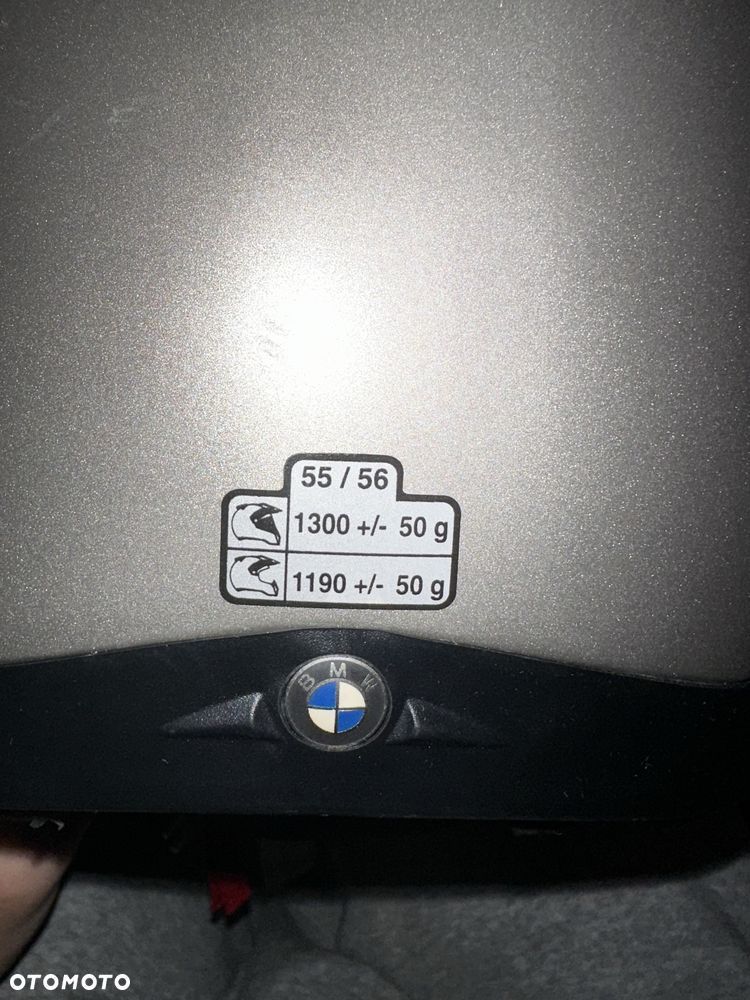 55 / 56
1300 +/- 50 g
1190 +/- 50 g
BMW
OTOMOTO